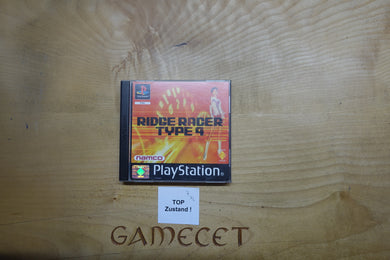 RIDGE RACER
TYPE 4
namco
PlayStation
TOP
Zustand !
GAMECET